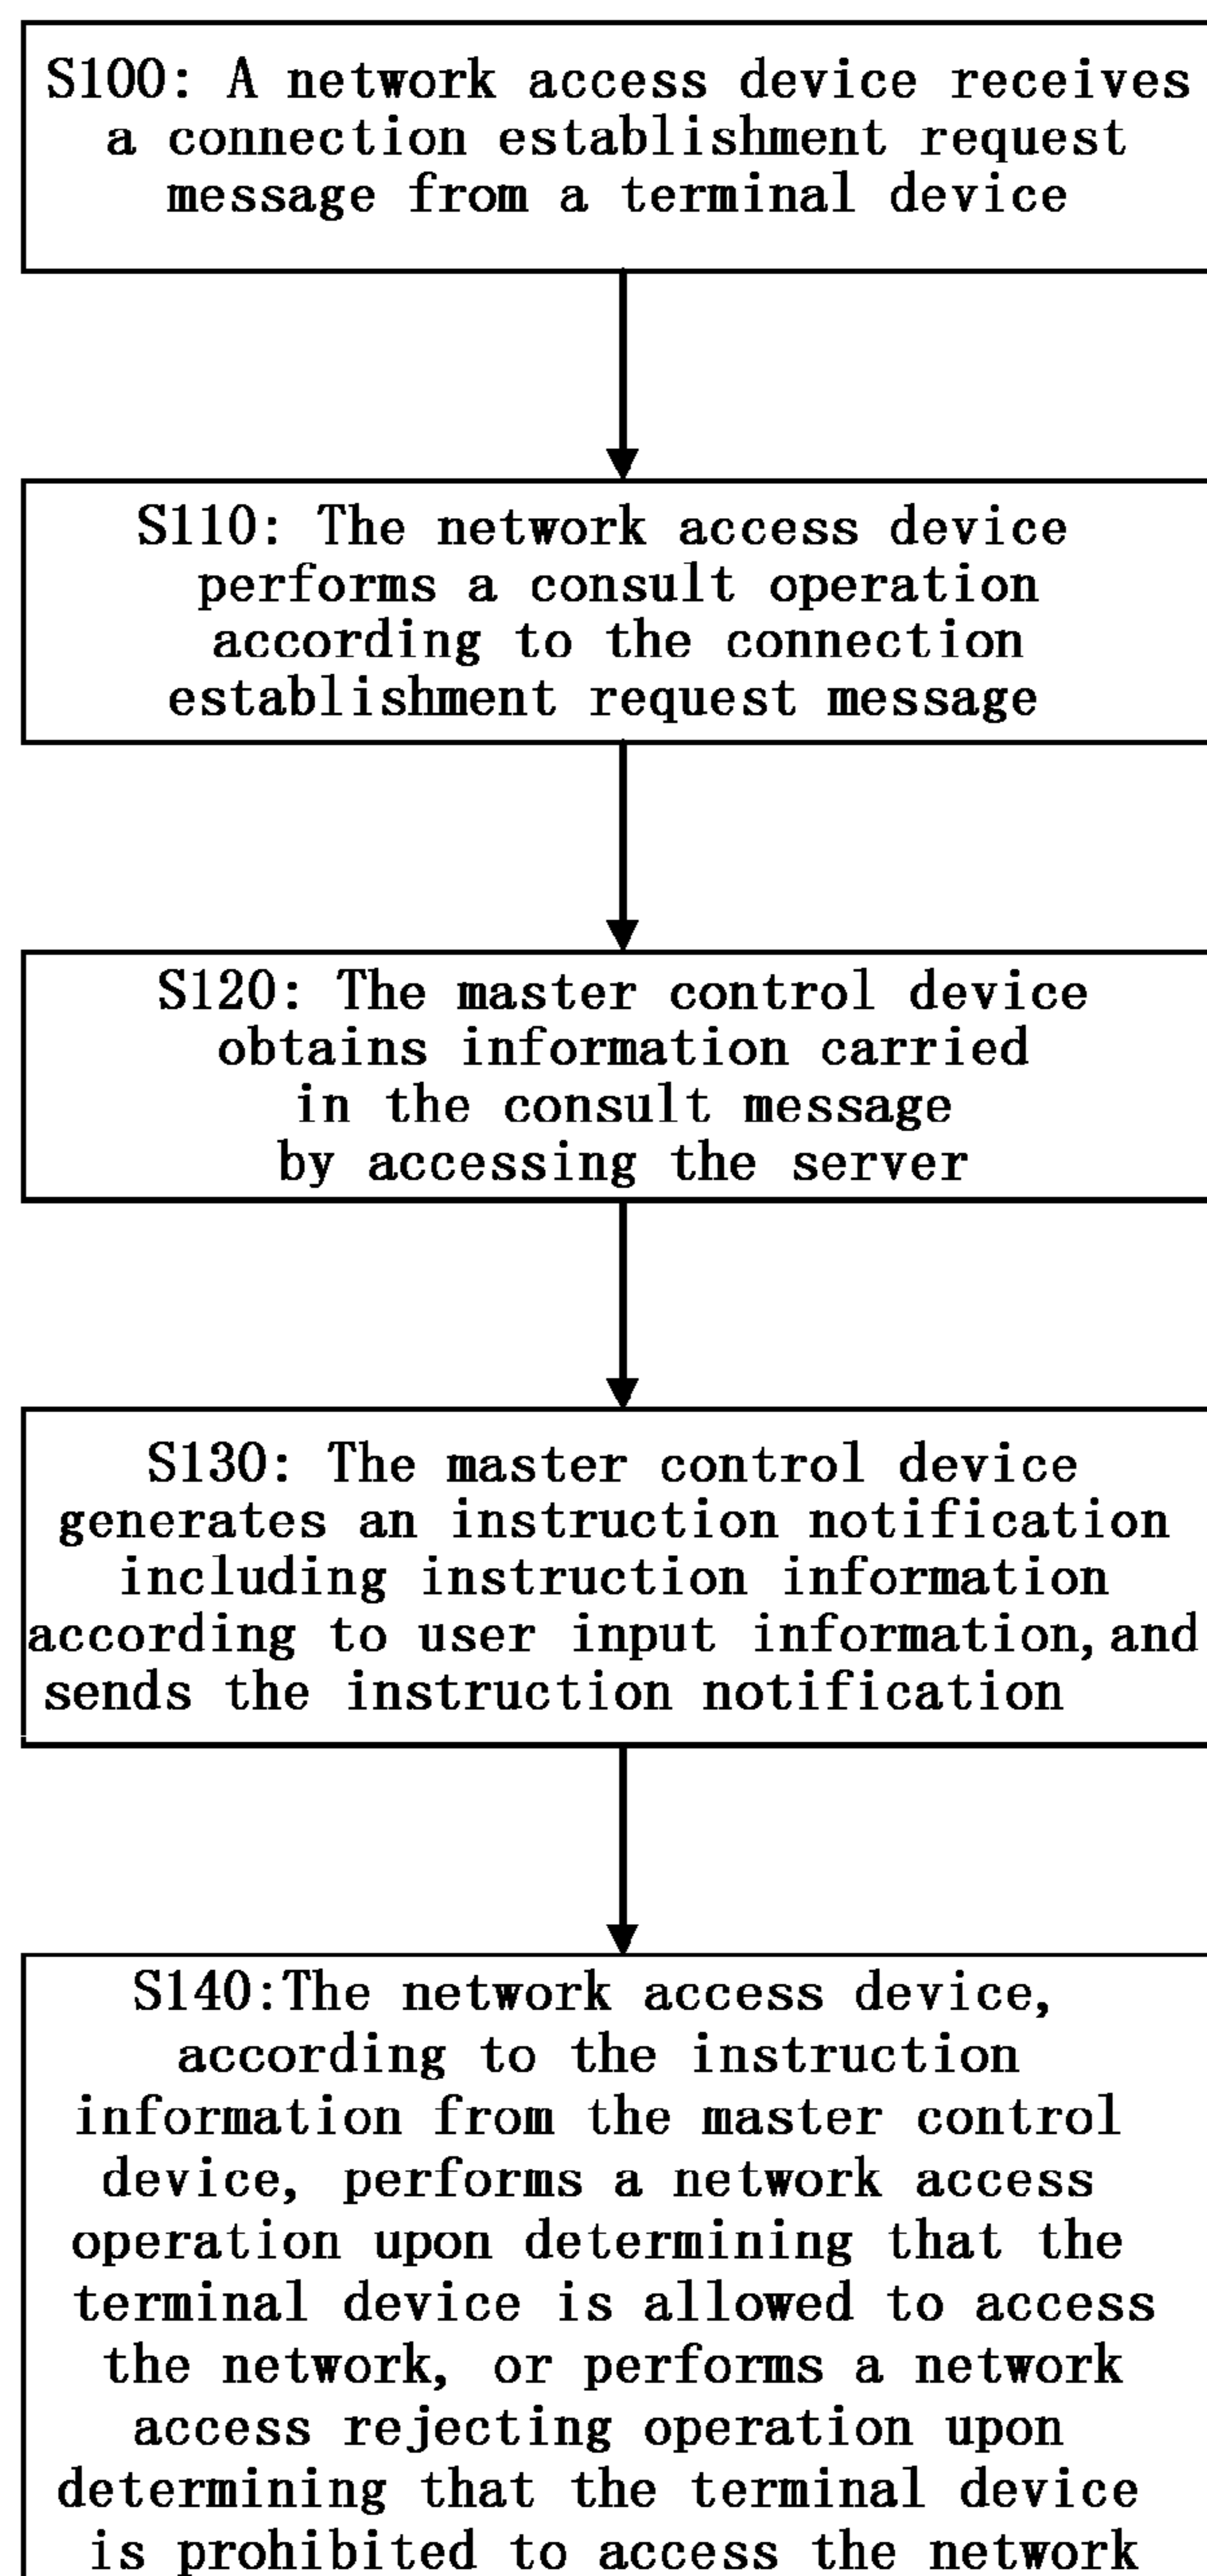 S100: A network access device receives
a connection establishment request
message from a terminal device
S110: The network access device
performs a consult operation
according to the connection
establishment request message
S120: The master control device
obtains information carried
in the consult message
by accessing the server
S130: The master control device
generates an instruction notification
including instruction information
according to user input information, and
sends the instruction notification
S140:The network access device,
according to the instruction
information from the master control
device, performs a network access
operation upon determining that the
terminal device is allowed to access
the network, or performs a network
access rejecting operation upon
determining that the terminal device
is prohibited to access the network